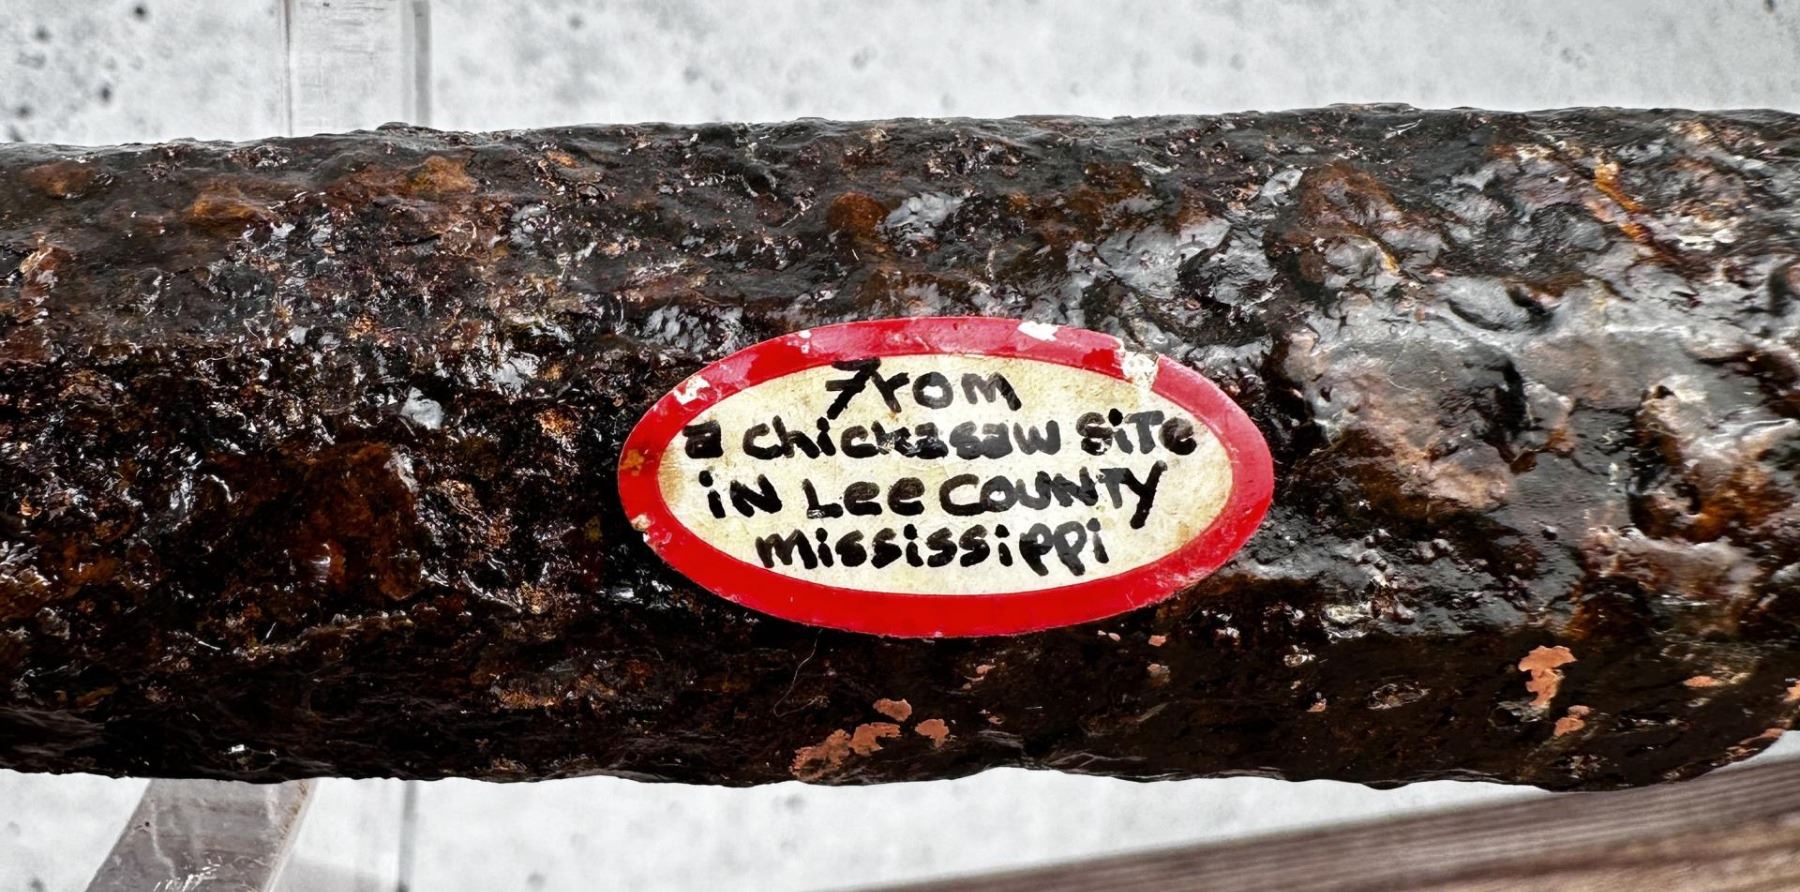 From
a chickasaw site
in Lee County
mississippi